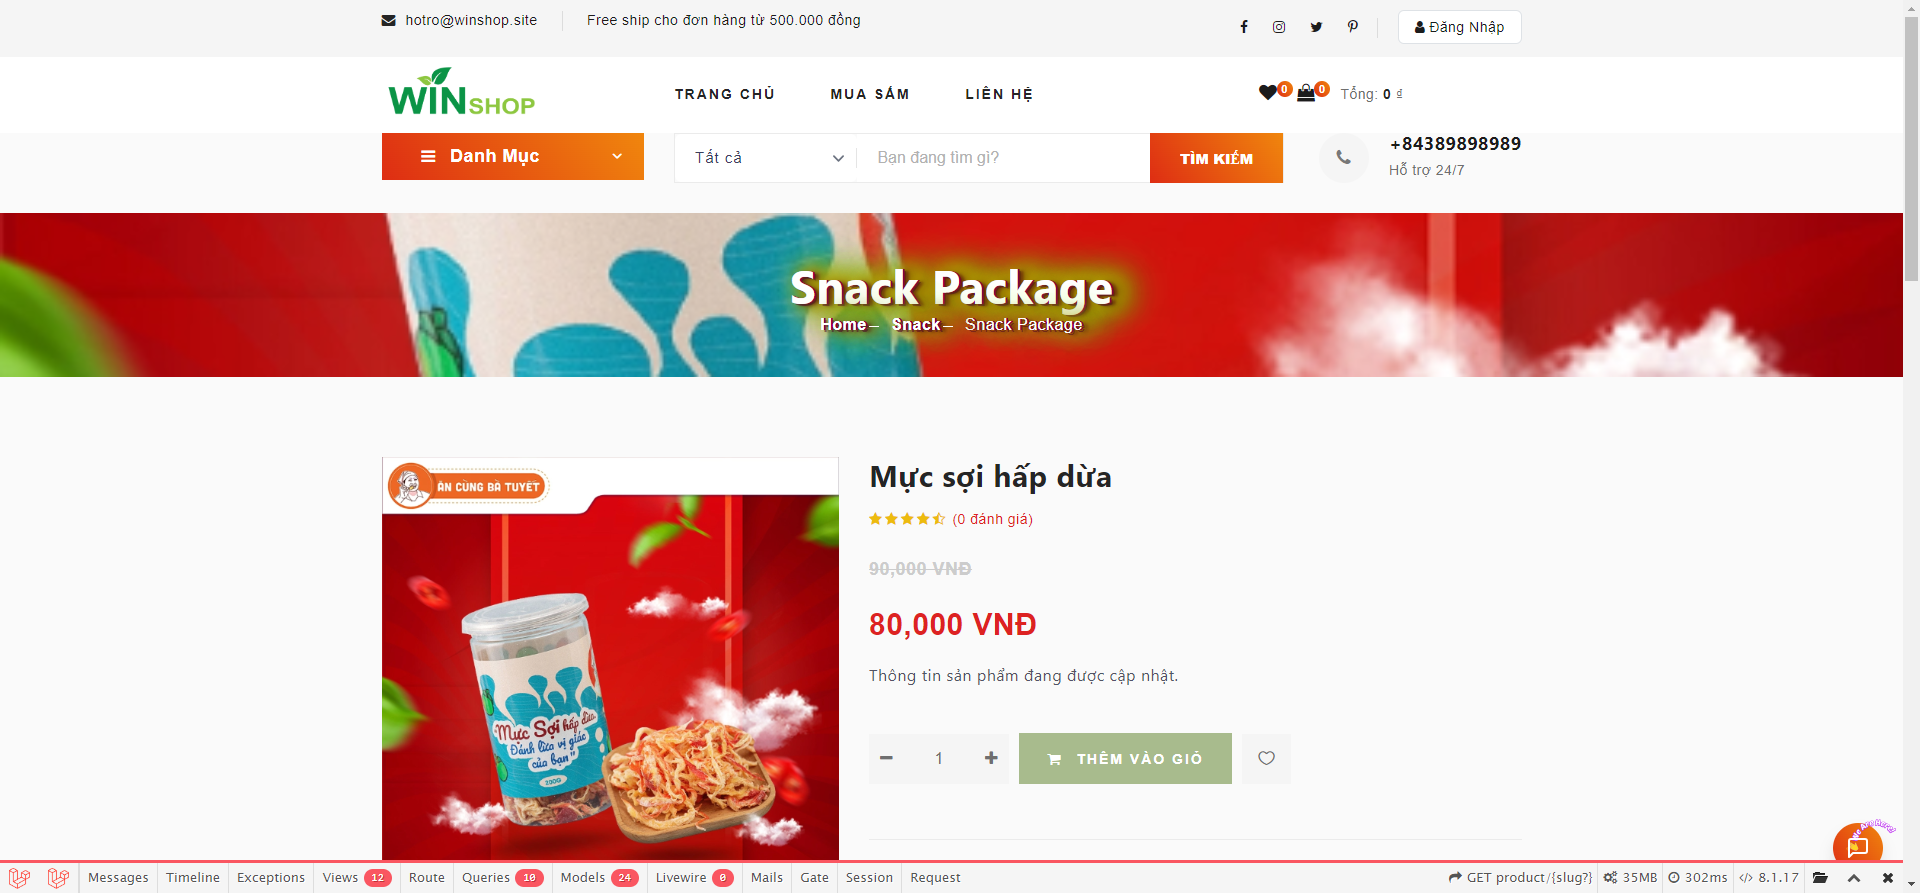 hotro@winshop.site
Free ship cho đơn hàng từ 500.000 đồng
Đăng Nhập
WIN SHOP
TRANG CHỦ
MUA SẮM
LIÊN HỆ
0
0
Tổng: 0 ₫
Danh Mục
Tất cả
Bạn đang tìm gì?
TÌM KIẾM
+84389898989
Hỗ trợ 24/7
Snack Package
Home – Snack – Snack Package
ĂN CÙNG BÀ TUYẾT
Mực sợi hấp dừa
Đánh lừa vị giác
của bạn"
230G
Mực sợi hấp dừa
(0 đánh giá)
90,000 VNĐ
80,000 VNĐ
Thông tin sản phẩm đang được cập nhật.
1
THÊM VÀO GIỎ
We Are Here!
Messages
Timeline
Exceptions
Views 12
Route
Queries 10
Models 24
Livewire 0
Mails
Gate
Session
Request
GET product/{slug?}
35MB
302ms
8.1.17